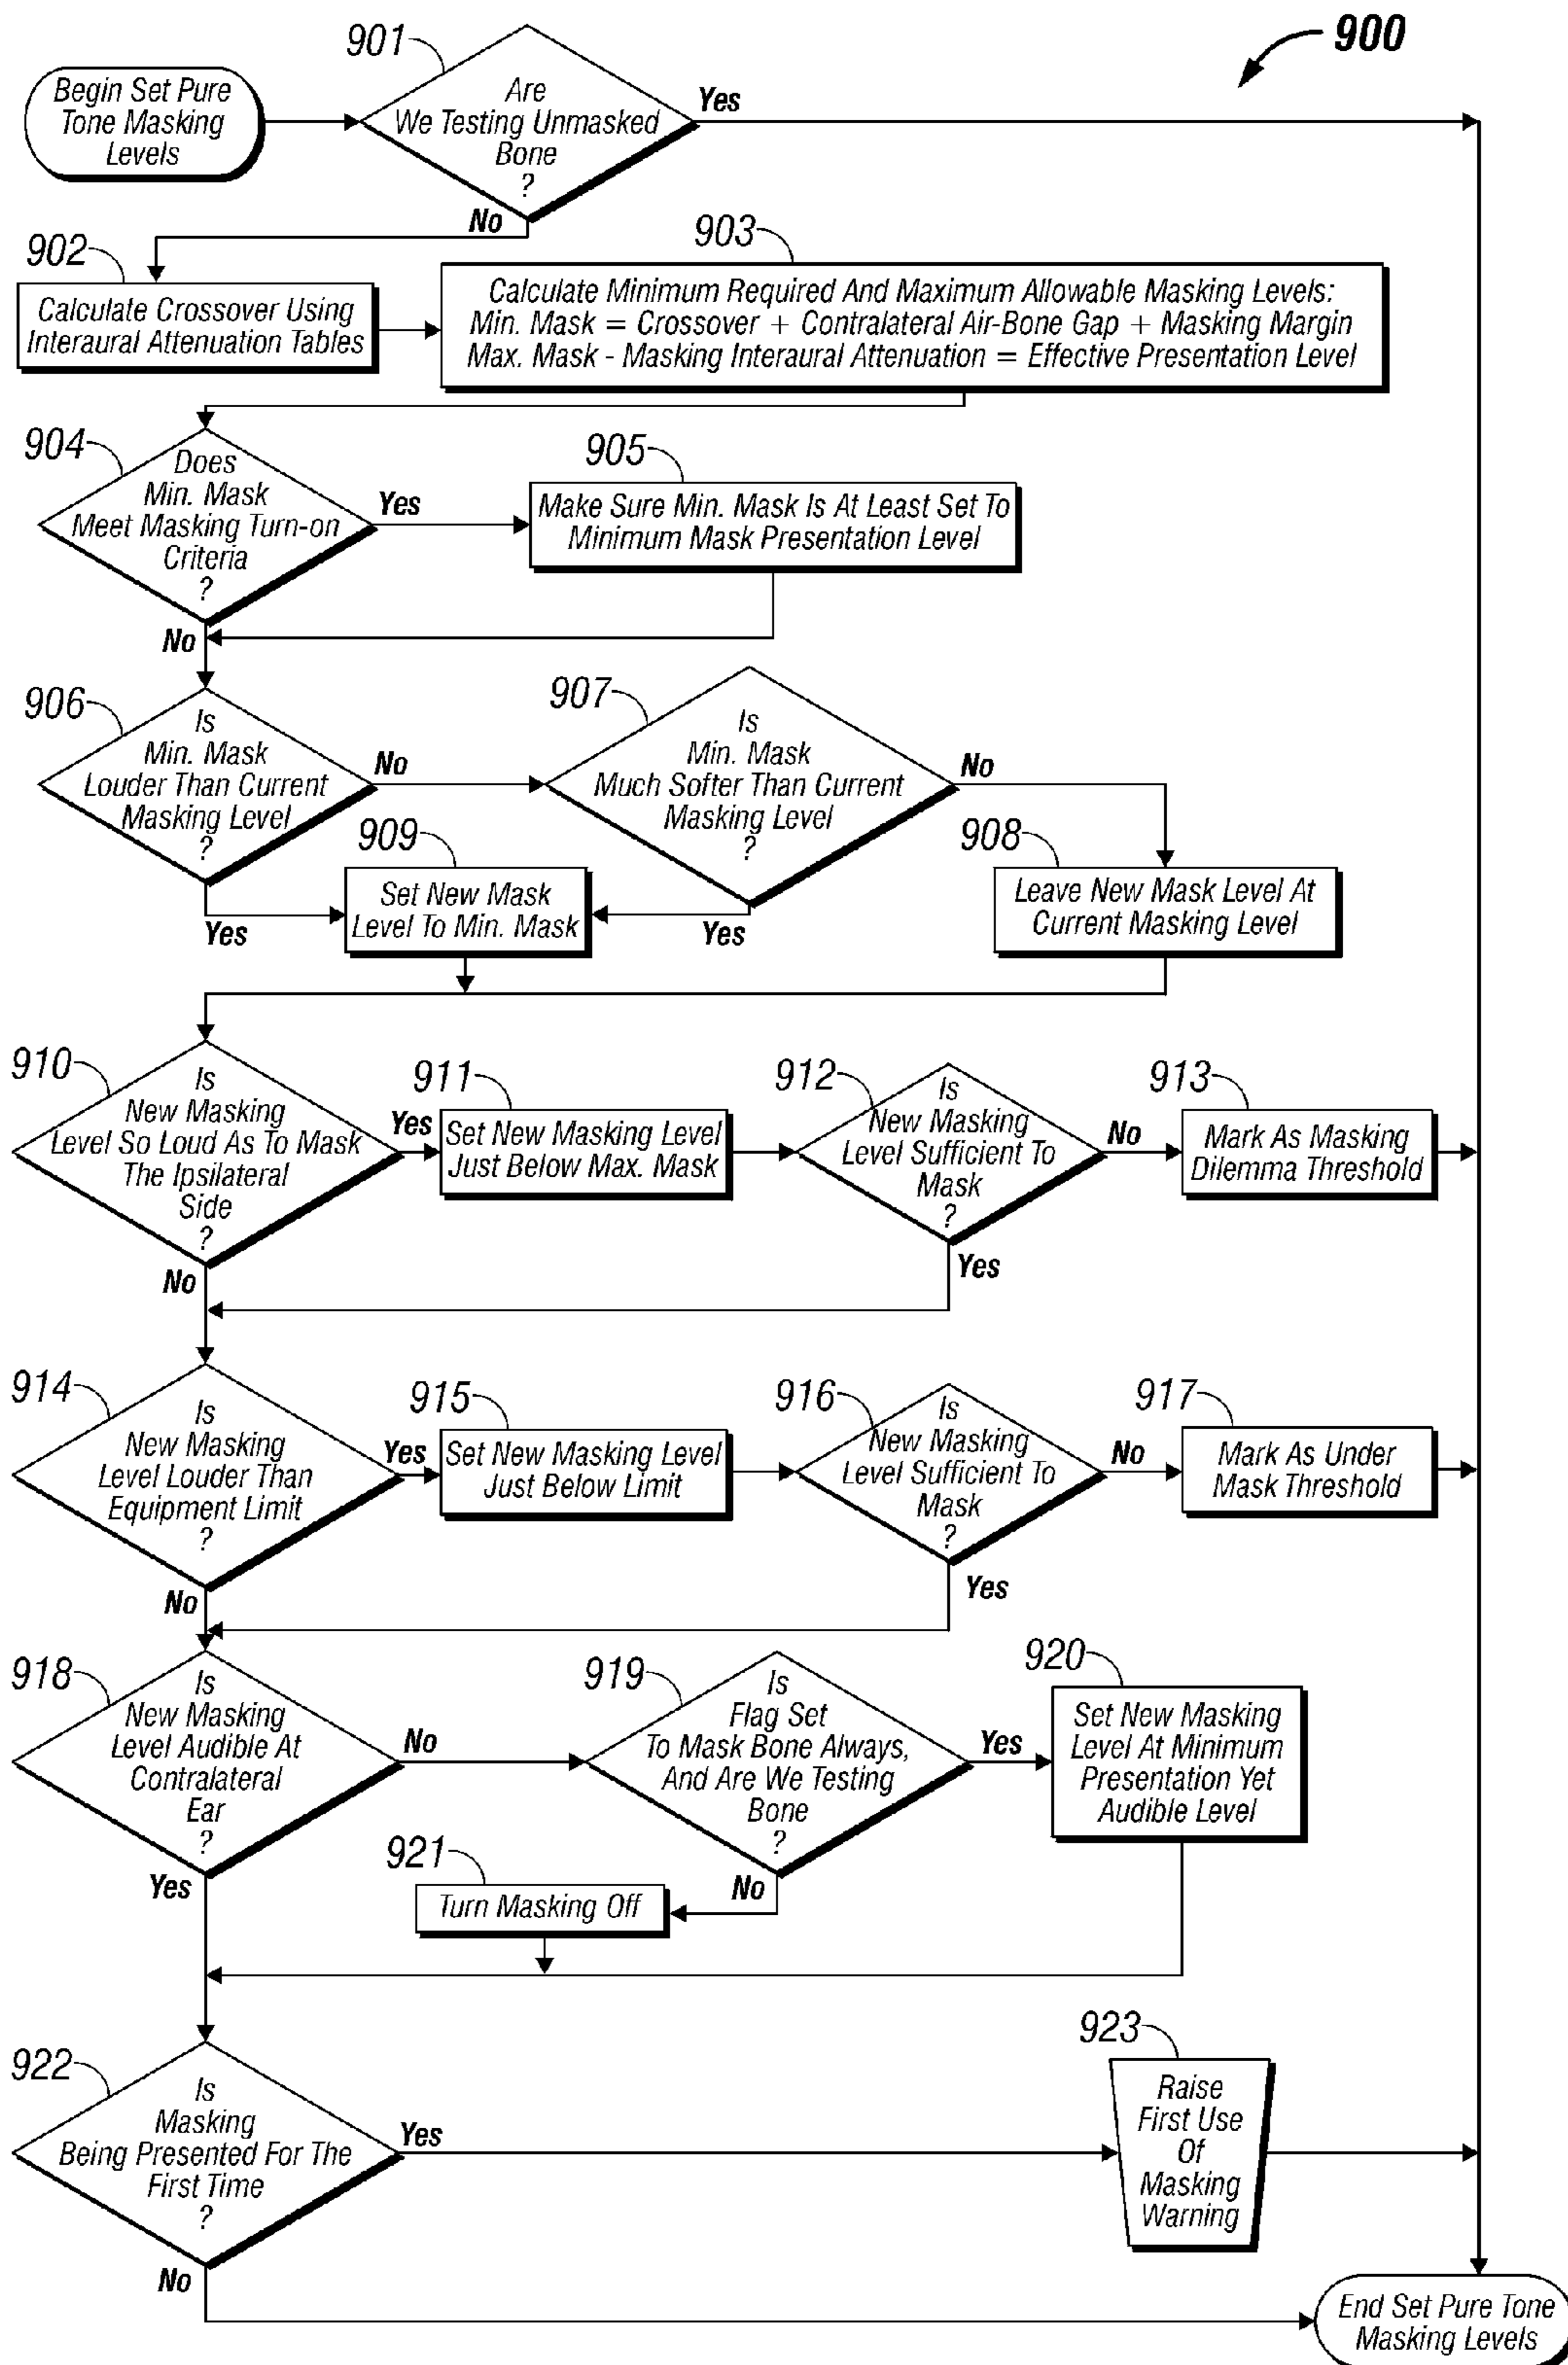 900
901
Begin Set Pure
Tone Masking
Levels
Are
We Testing Unmasked
Bone
?
Yes
No
902
Calculate Crossover Using
Interaural Attenuation Tables
903
Calculate Minimum Required And Maximum Allowable Masking Levels:
Min. Mask = Crossover + Contralateral Air-Bone Gap + Masking Margin
Max. Mask - Masking Interaural Attenuation = Effective Presentation Level
904
Does
Min. Mask
Meet Masking Turn-on
Criteria
?
Yes
No
905
Make Sure Min. Mask Is At Least Set To
Minimum Mask Presentation Level
906
Is
Min. Mask
Louder Than Current
Masking Level
?
No
Yes
907
Is
Min. Mask
Much Softer Than Current
Masking Level
?
No
Yes
908
Leave New Mask Level At
Current Masking Level
909
Set New Mask
Level To Min. Mask
910
Is
New Masking
Level So Loud As To Mask
The Ipsilateral
Side
?
Yes
No
911
Set New Masking Level
Just Below Max. Mask
912
Is
New Masking
Level Sufficient To
Mask
?
No
Yes
913
Mark As Masking
Dilemma Threshold
914
Is
New Masking
Level Louder Than
Equipment Limit
?
Yes
No
915
Set New Masking Level
Just Below Limit
916
Is
New Masking
Level Sufficient To
Mask
?
No
Yes
917
Mark As Under
Mask Threshold
918
Is
New Masking
Level Audible At
Contralateral
Ear
?
No
Yes
919
Is
Flag Set
To Mask Bone Always,
And Are We Testing
Bone
?
Yes
No
920
Set New Masking
Level At Minimum
Presentation Yet
Audible Level
921
Turn Masking Off
922
Is
Masking
Being Presented For The
First Time
?
Yes
No
923
Raise
First Use
Of
Masking
Warning
End Set Pure Tone
Masking Levels